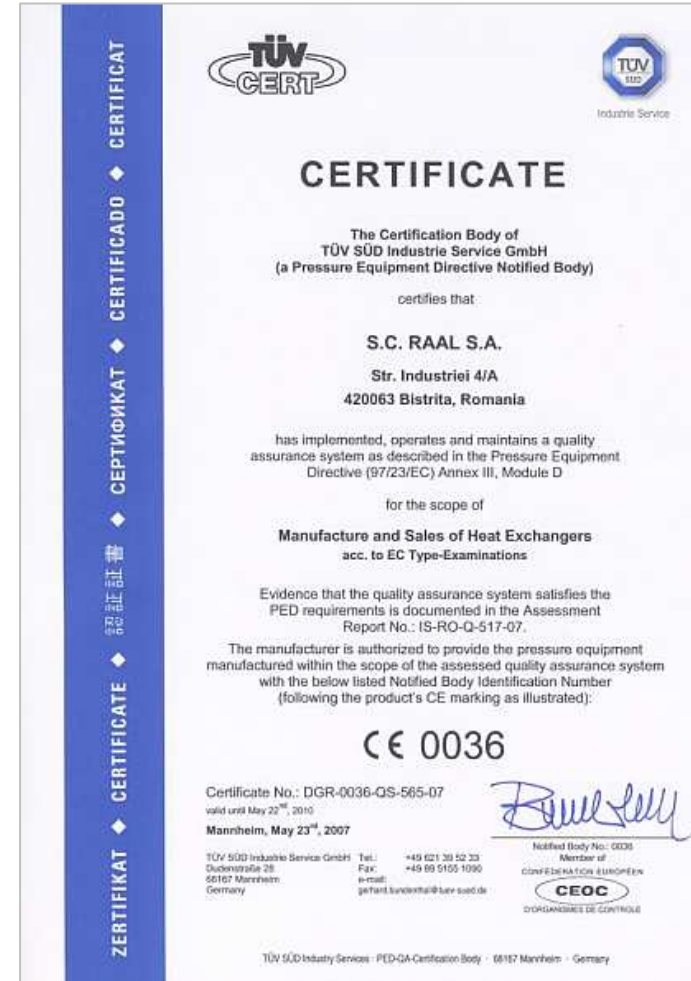 ZERTIFIKAT ◆ CERTIFICATE ◆ 認証証書 ◆ СЕРТИФИКАТ ◆ CERTIFICADO ◆ CERTIFICAT
TÜV
CERT
TÜV
SÜD
Industrie Service
CERTIFICATE
The Certification Body of
TÜV SÜD Industrie Service GmbH
(a Pressure Equipment Directive Notified Body)
certifies that
S.C. RAAL S.A.
Str. Industriei 4/A
420063 Bistrita, Romania
has implemented, operates and maintains a quality
assurance system as described in the Pressure Equipment
Directive (97/23/EC) Annex III, Module D
for the scope of
Manufacture and Sales of Heat Exchangers
acc. to EC Type-Examinations
Evidence that the quality assurance system satisfies the
PED requirements is documented in the Assessment
Report No.: IS-RO-Q-517-07.
The manufacturer is authorized to provide the pressure equipment
manufactured within the scope of the assessed quality assurance system
with the below listed Notified Body Identification Number
(following the product's CE marking as illustrated):
CE 0036
Certificate No.: DGR-0036-QS-565-07
valid until May 22nd, 2010
Mannheim, May 23rd, 2007
TÜV SÜD Industrie Service GmbH Tel.: +49 621 39 52 33
Dudenstraße 28 Fax: +49 89 5155 1090
68167 Mannheim e-mail:
Germany gerhard.bundenthal@tuev-sued.de
Notified Body No.: 0036
Member of
CONFÉDÉRATION EUROPÉEN
CEOC
D'ORGANISMES DE CONTRÔLE
TÜV SÜD Industry Services · PED-QA-Certification Body · 68167 Mannheim · Germany